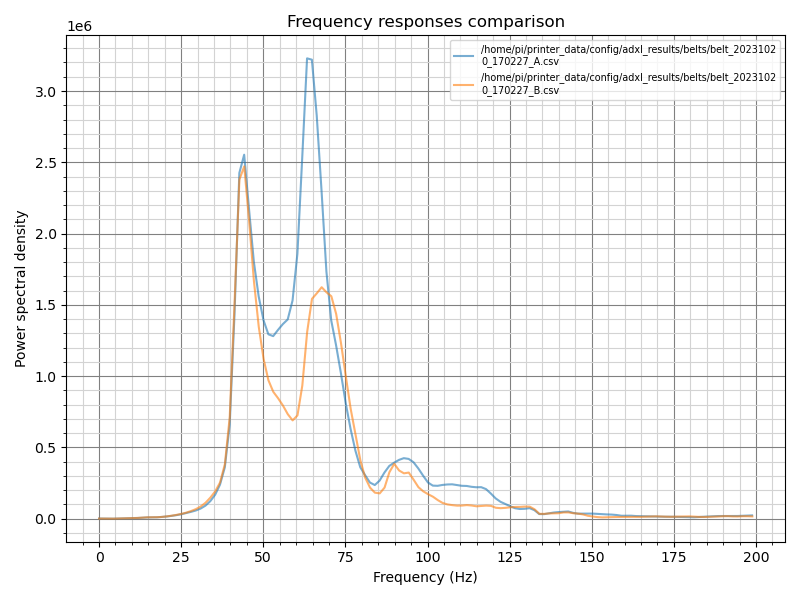 Frequency responses comparison
1e6
/home/pi/printer_data/config/adxl_results/belts/belt_2023102
0_170227_A.csv
/home/pi/printer_data/config/adxl_results/belts/belt_2023102
0_170227_B.csv
3.0
2.5
2.0
1.5
1.0
0.5
0.0
Power spectral density
0 25 50 75 100 125 150 175 200
Frequency (Hz)